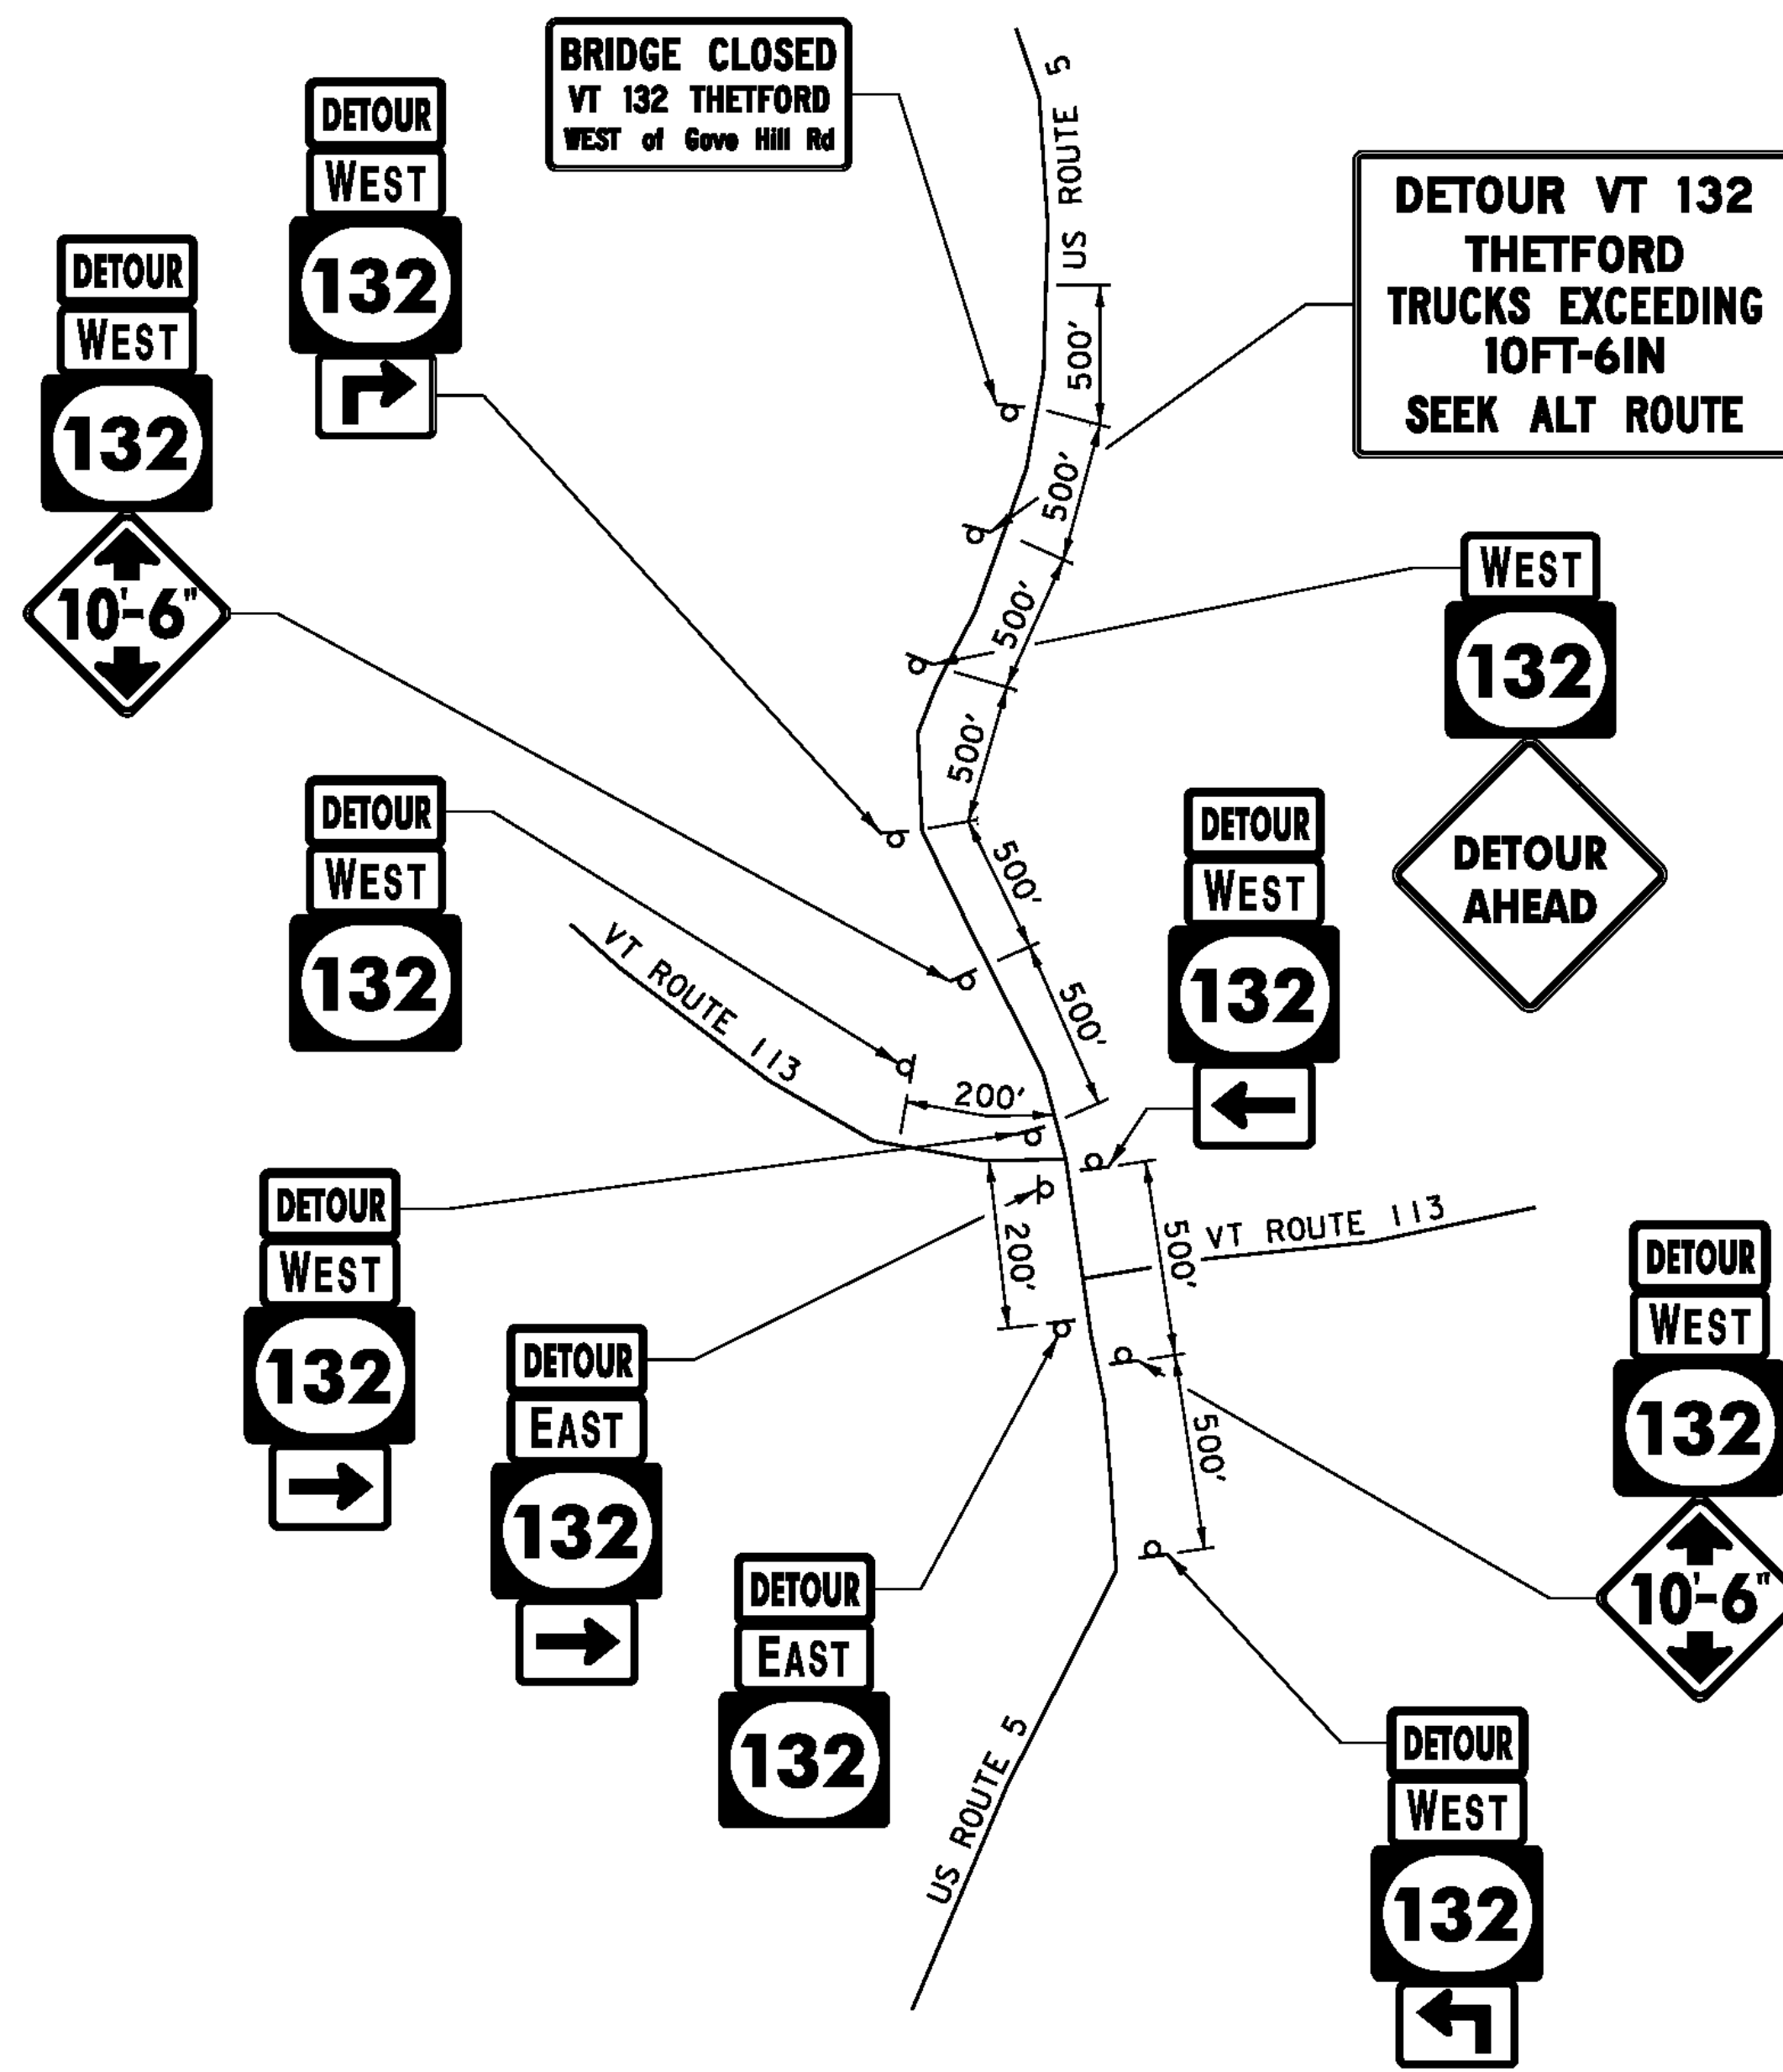 BRIDGE CLOSED
VT 132 THETFORD
WEST of Gove Hill Rd
US ROUTE 5
DETOUR
WEST
132
DETOUR VT 132
THETFORD
TRUCKS EXCEEDING
10FT-6IN
SEEK ALT ROUTE
DETOUR
WEST
132
10'-6"
500'
500'
500'
500'
500'
500'
WEST
132
DETOUR
AHEAD
DETOUR
WEST
132
DETOUR
WEST
132
VT ROUTE 113
200'
DETOUR
WEST
132
200'
500'
VT ROUTE 113
500'
DETOUR
WEST
132
10'-6"
DETOUR
EAST
132
DETOUR
EAST
132
US ROUTE 5
DETOUR
WEST
132